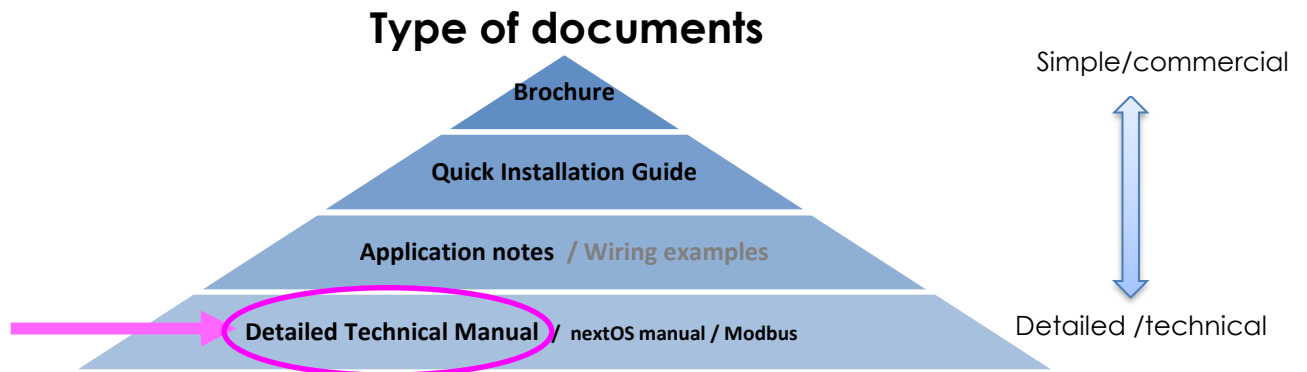 Type of documents
Simple/commercial
Brochure
Quick Installation Guide
Application notes / Wiring examples
Detailed Technical Manual / nextOS manual / Modbus
Detailed /technical